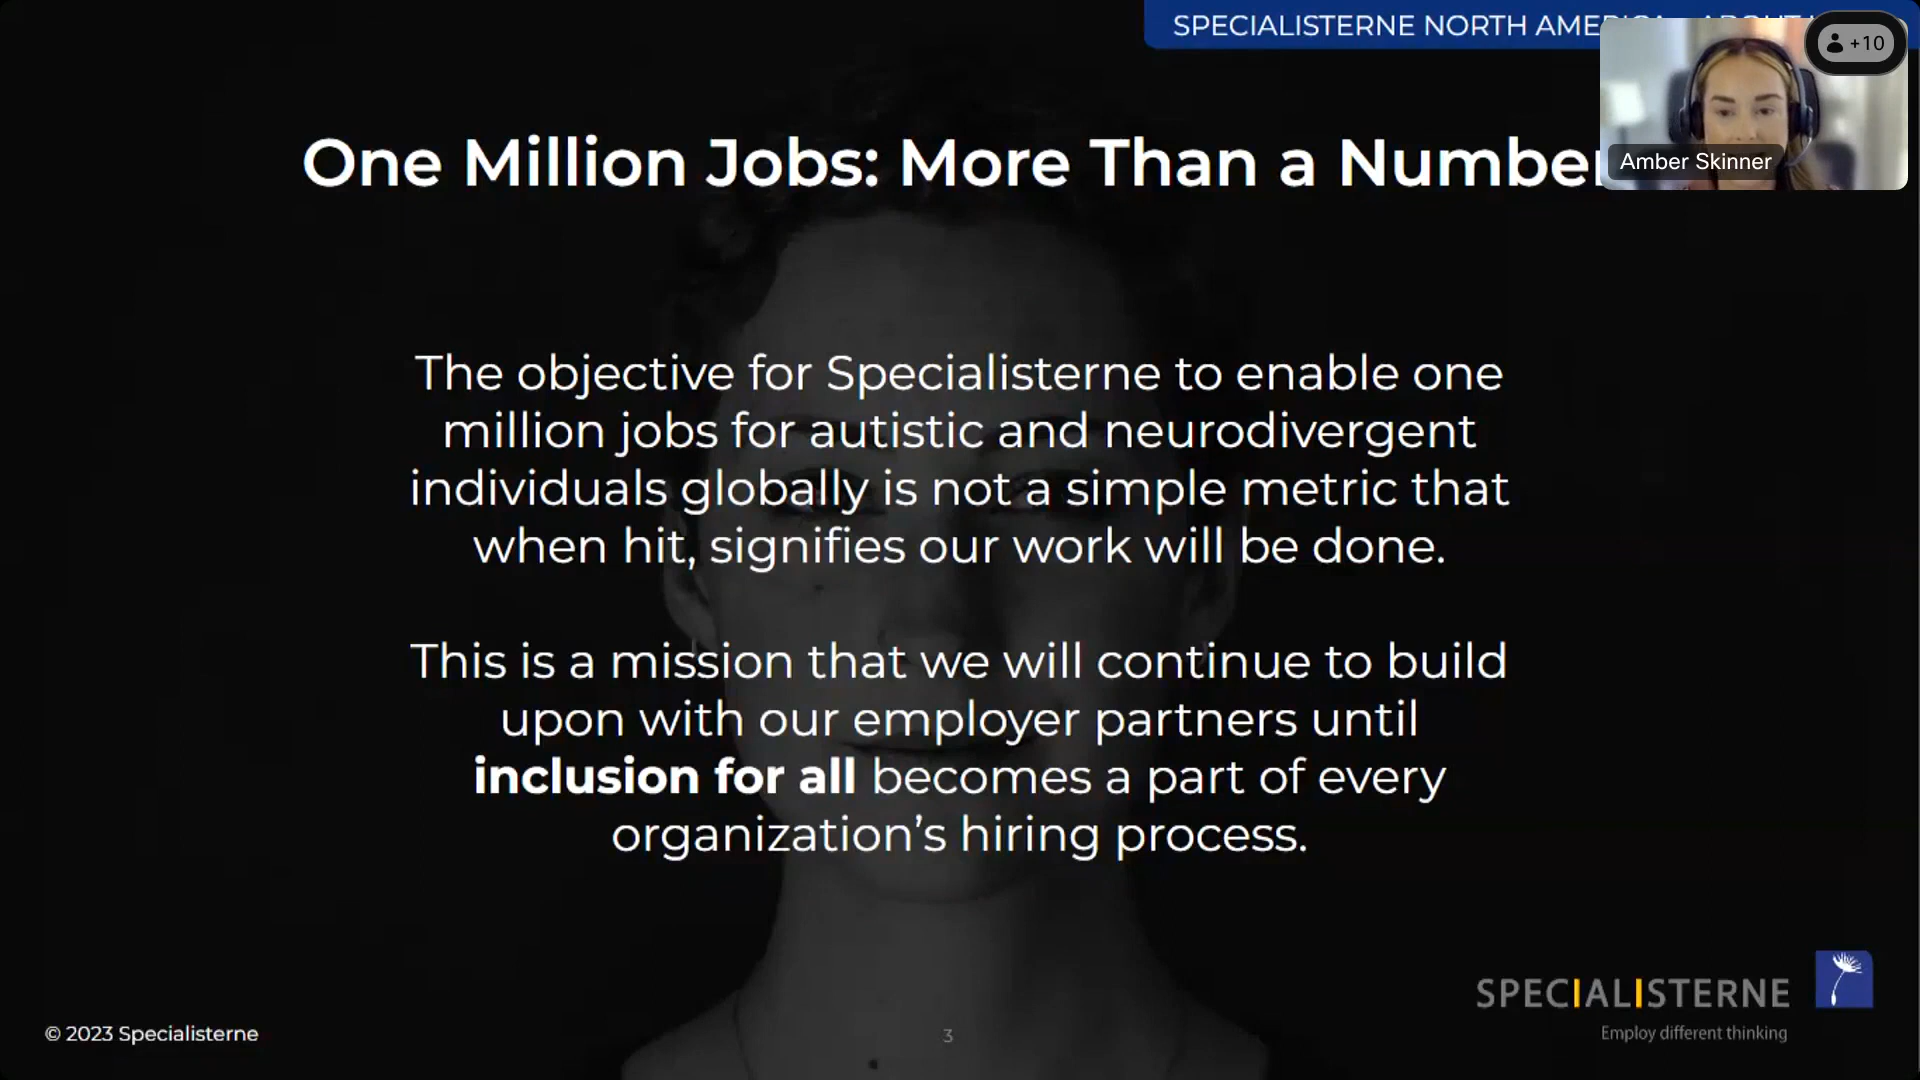 SPECIALISTERNE NORTH
+10
Amber Skinner
One Million Jobs: More Than a Number
The objective for Specialisterne to enable one
million jobs for autistic and neurodivergent
individuals globally is not a simple metric that
when hit, signifies our work will be done.
This is a mission that we will continue to build
upon with our employer partners until
inclusion for all becomes a part of every
organization’s hiring process.
SPECIALISTERNE
Employ different thinking
© 2023 Specialisterne
3